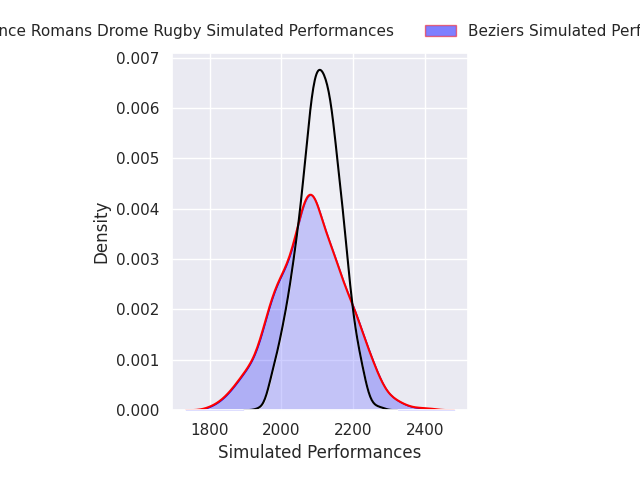 nce Romans Drome Rugby Simulated Performances Beziers Simulated Perf
0.007
0.006
0.005
0.004
0.003
0.002
0.001
0.000
Density
1800 2000 2200 2400
Simulated Performances